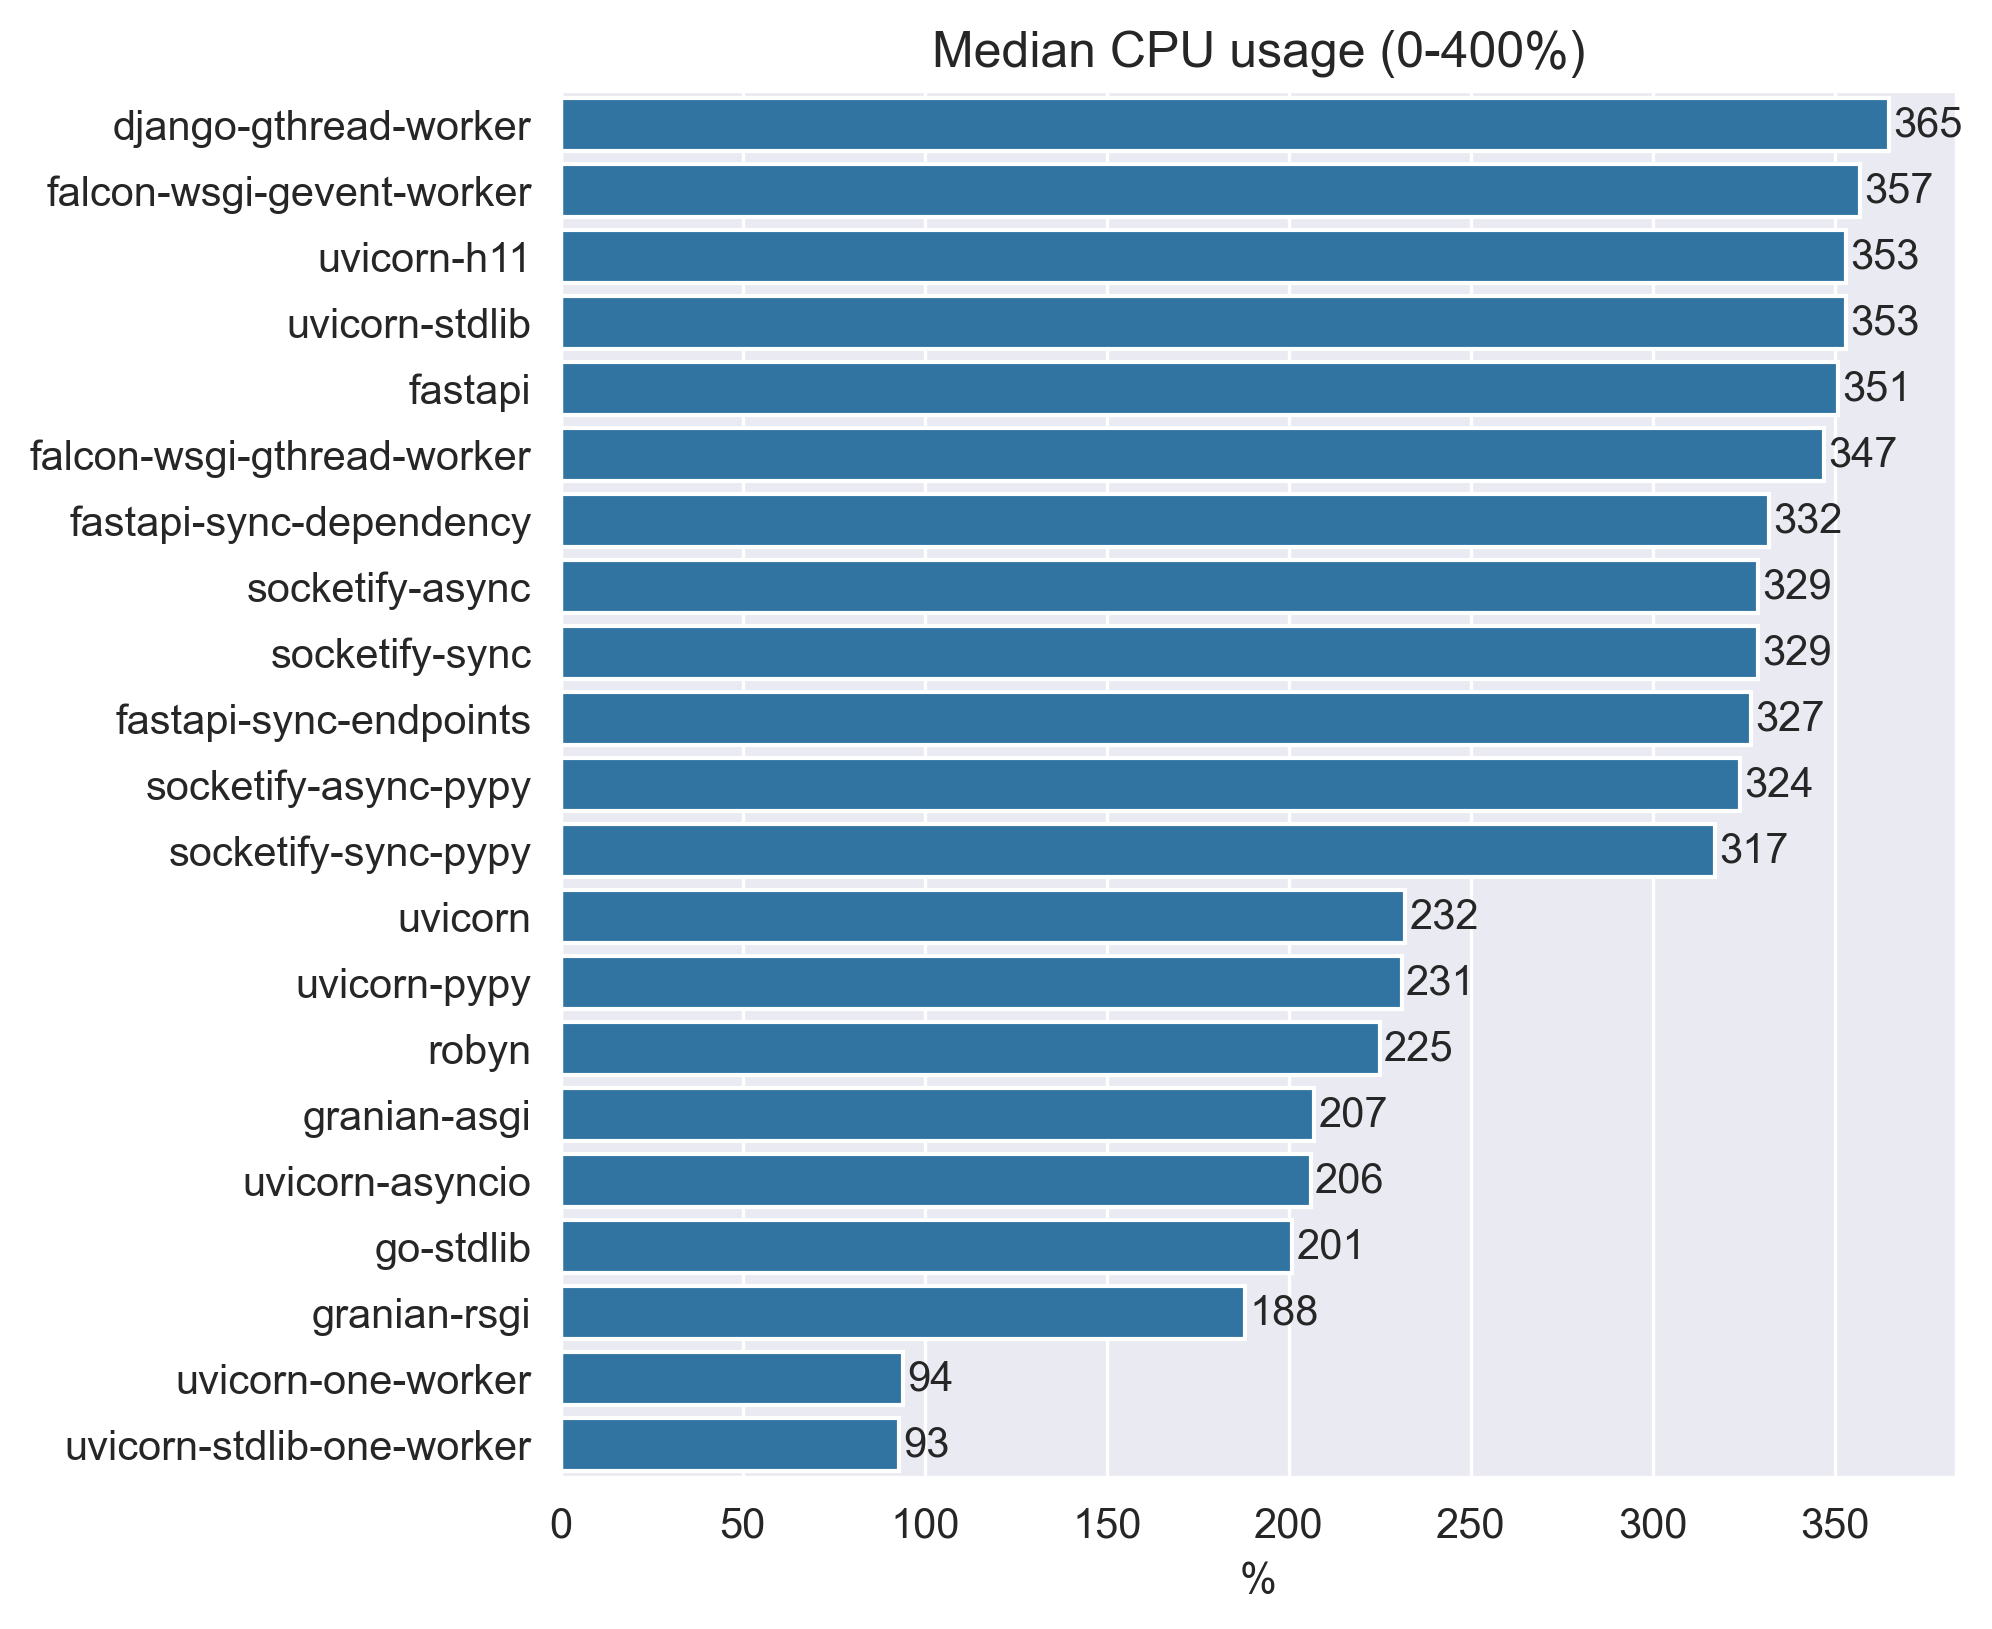 Median CPU usage (0-400%)
django-gthread-worker 365
falcon-wsgi-gevent-worker 357
uvicorn-h11 353
uvicorn-stdlib 353
fastapi 351
falcon-wsgi-gthread-worker 347
fastapi-sync-dependency 332
socketify-async 329
socketify-sync 329
fastapi-sync-endpoints 327
socketify-async-pypy 324
socketify-sync-pypy 317
uvicorn 232
uvicorn-pypy 231
robyn 225
granian-asgi 207
uvicorn-asyncio 206
go-stdlib 201
granian-rsgi 188
uvicorn-one-worker 94
uvicorn-stdlib-one-worker 93
0 50 100 150 200 250 300 350
%